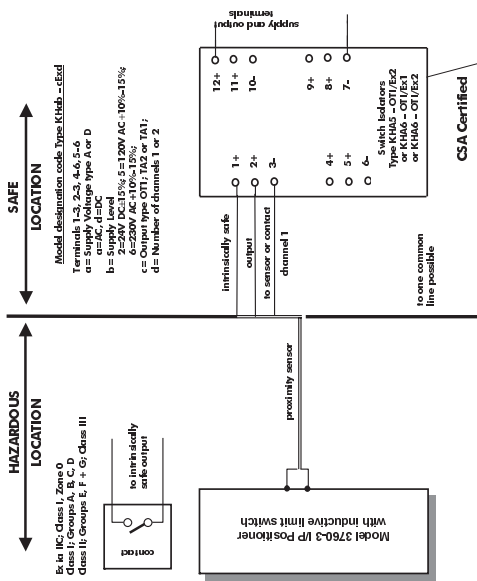 HAZARDOUS
LOCATION
Ex ia IIC; Class I, Zone 0
Class I; Groups A, B, C, D
Class II; Groups E, F + G; Class III
contact
to intrinsically
safe output
Model 3760-3 I/P Positioner
with inductive limit switch
proximity sensor
SAFE
LOCATION
Model designation code Type KHab - cExd
Terminals 1-3, 2-3, 4-6, 5-6
a= Supply Voltage type A or D
a=AC, d=DC
b= Supply Level
2=24V DC±15%; 5=120V AC+10%-15%;
6=230V AC+10%-15%;
c= Output type OT1; TA2 or TA1;
d= Number of channels 1 or 2
intrinsically safe
output
to sensor or contact
channel 1
to one common
line possible
supply and output
terminals
12+
11+
10-
9+
8+
7-
1+
2+
3-
4+
5+
6-
Switch Isolators
Type KHA5 - OTI/Ex2
or KHA6 - OTI/Ex1
or KHA6 - OTI/Ex2
CSA Certified